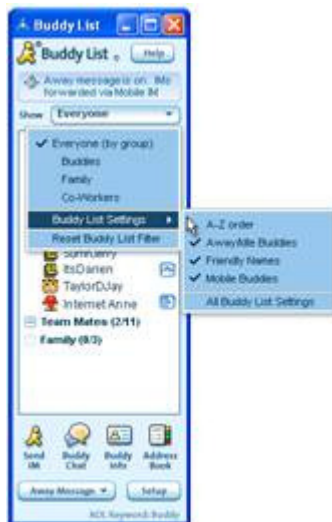 Buddy List
Buddy List
Help
Away message is on. IMs
forwarded via Mobile IM
Show Everyone
Everyone (by group)
Buddies
Family
Co-Workers
Buddy List Settings
Reset Buddy List Filter
A-Z order
Away/Idle Buddies
Friendly Names
Mobile Buddies
All Buddy List Settings
ItsDarien
TaylorDJay
Internet Anne
Team Mates (2/11)
Family (0/3)
Send IM
Buddy Chat
Buddy Info
Address Book
Away Message
Setup
AOL Keyword: Buddy